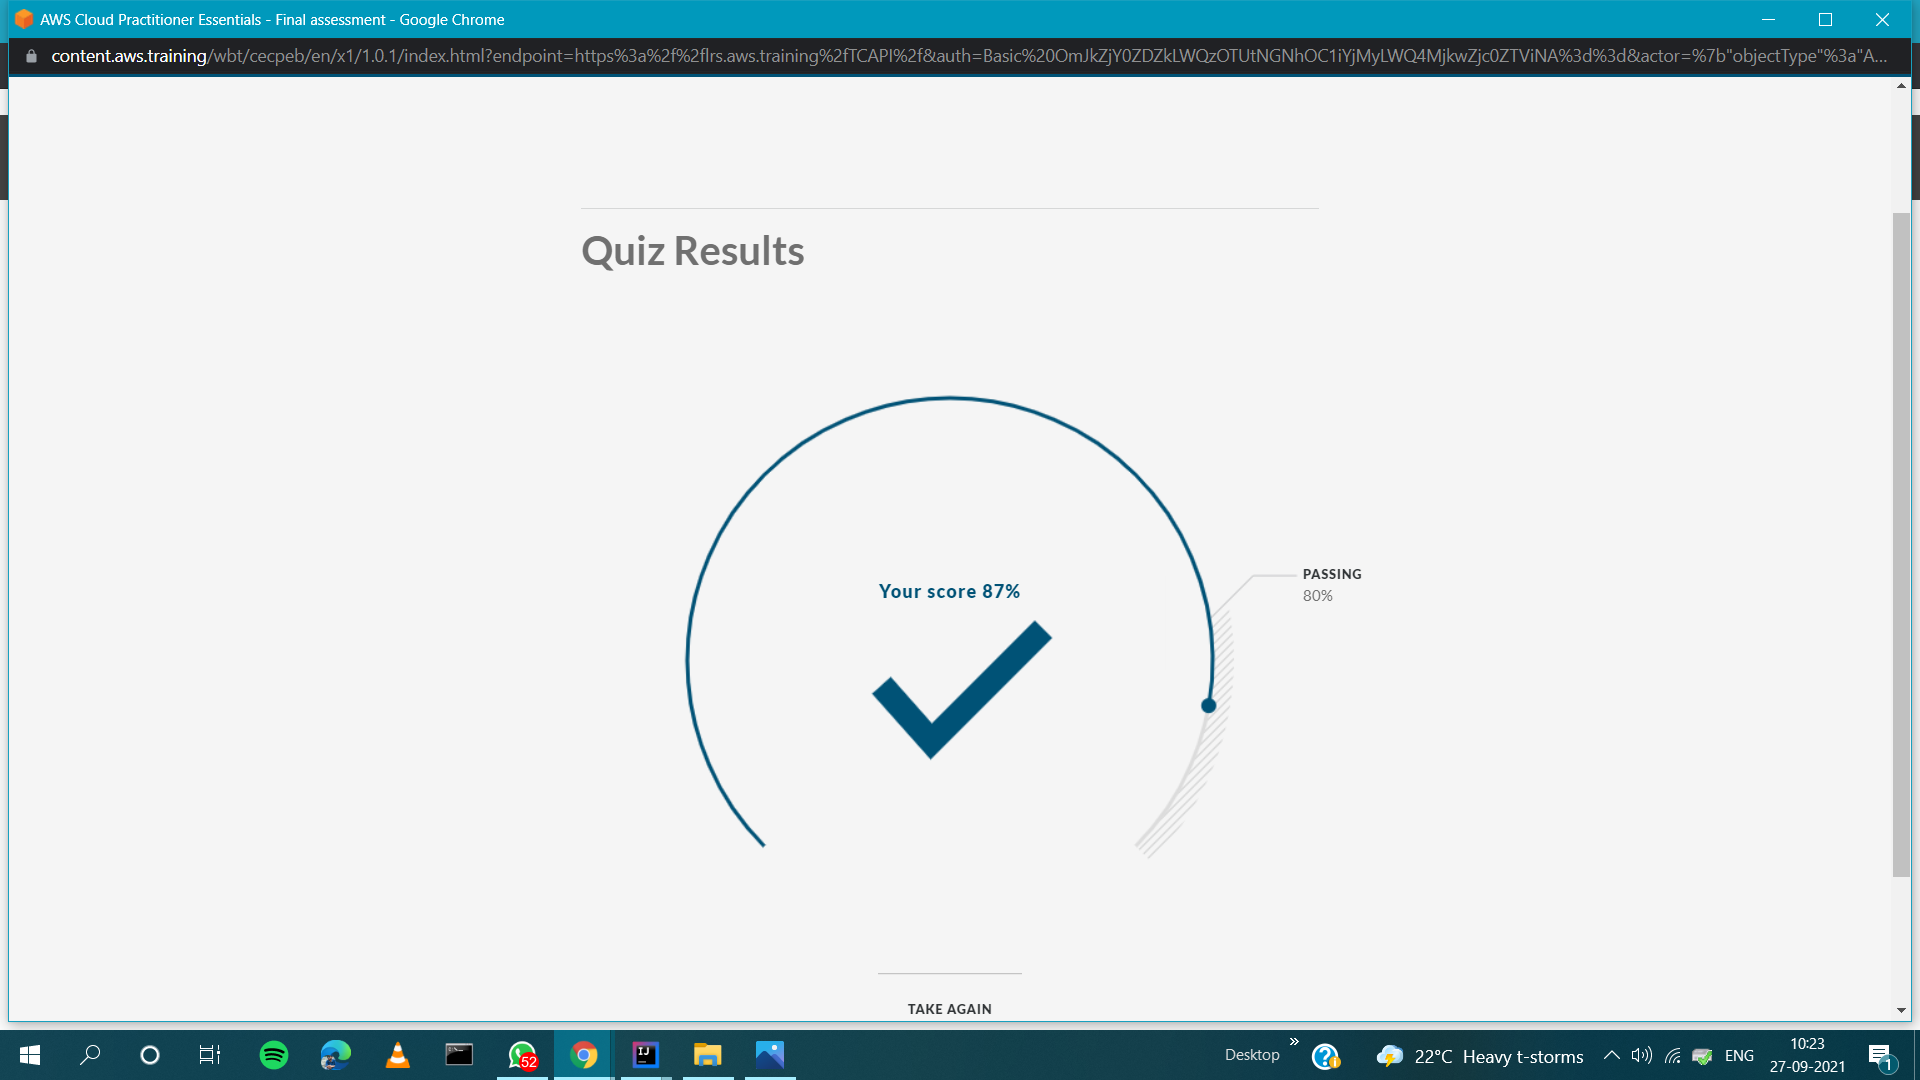 AWS Cloud Practitioner Essentials - Final assessment - Google Chrome
content.aws.training/wbt/cecpeb/en/x1/1.0.1/index.html?endpoint=https%3a%2f%2flrs.aws.training%2fTCAPI%2f&auth=Basic%20OmJkZjY0ZDZkLWQzOTUtNGNhOC1iYjMyLWQ4MjkwZjc0ZTViNA%3d%3d&actor=%7b"objectType"%3a"A...
Quiz Results
Your score 87%
PASSING
80%
TAKE AGAIN
52
IJ
Desktop
»
22°C Heavy t-storms
ENG
10:23
27-09-2021
1